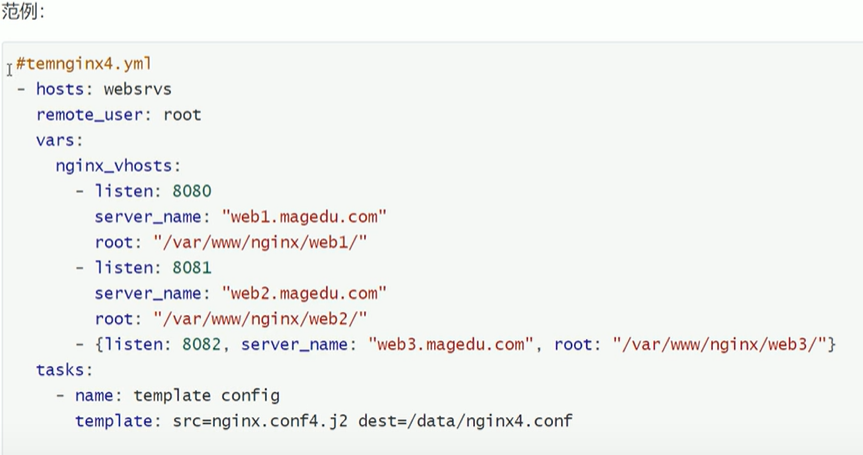 范例：
#temnginx4.yml
- hosts: websrvs
remote_user: root
vars:
nginx_vhosts:
- listen: 8080
server_name: "web1.magedu.com"
root: "/var/www/nginx/web1/"
- listen: 8081
server_name: "web2.magedu.com"
root: "/var/www/nginx/web2/"
- {listen: 8082, server_name: "web3.magedu.com", root: "/var/www/nginx/web3/"}
tasks:
- name: template config
template: src=nginx.conf4.j2 dest=/data/nginx4.conf